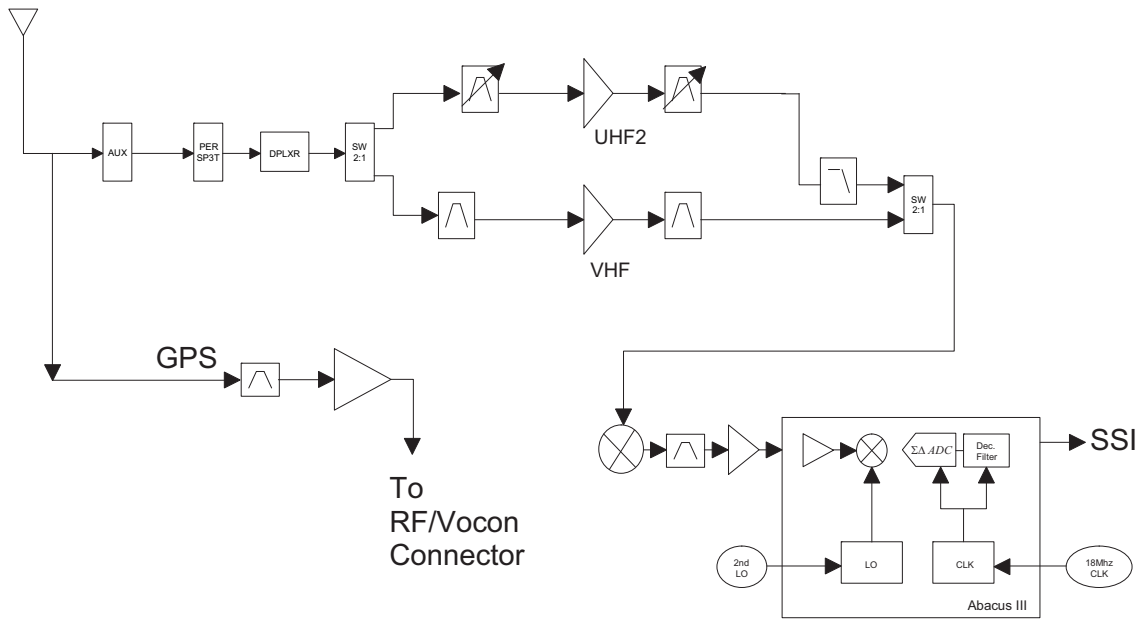 UHF2
AUX
PER
SP3T
DPLXR
SW
2:1
SW
2:1
VHF
GPS
To
RF/Vocon
Connector
ΣΔ ADC
Dec.
Filter
SSI
2nd
LO
LO
CLK
18Mhz
CLK
Abacus III